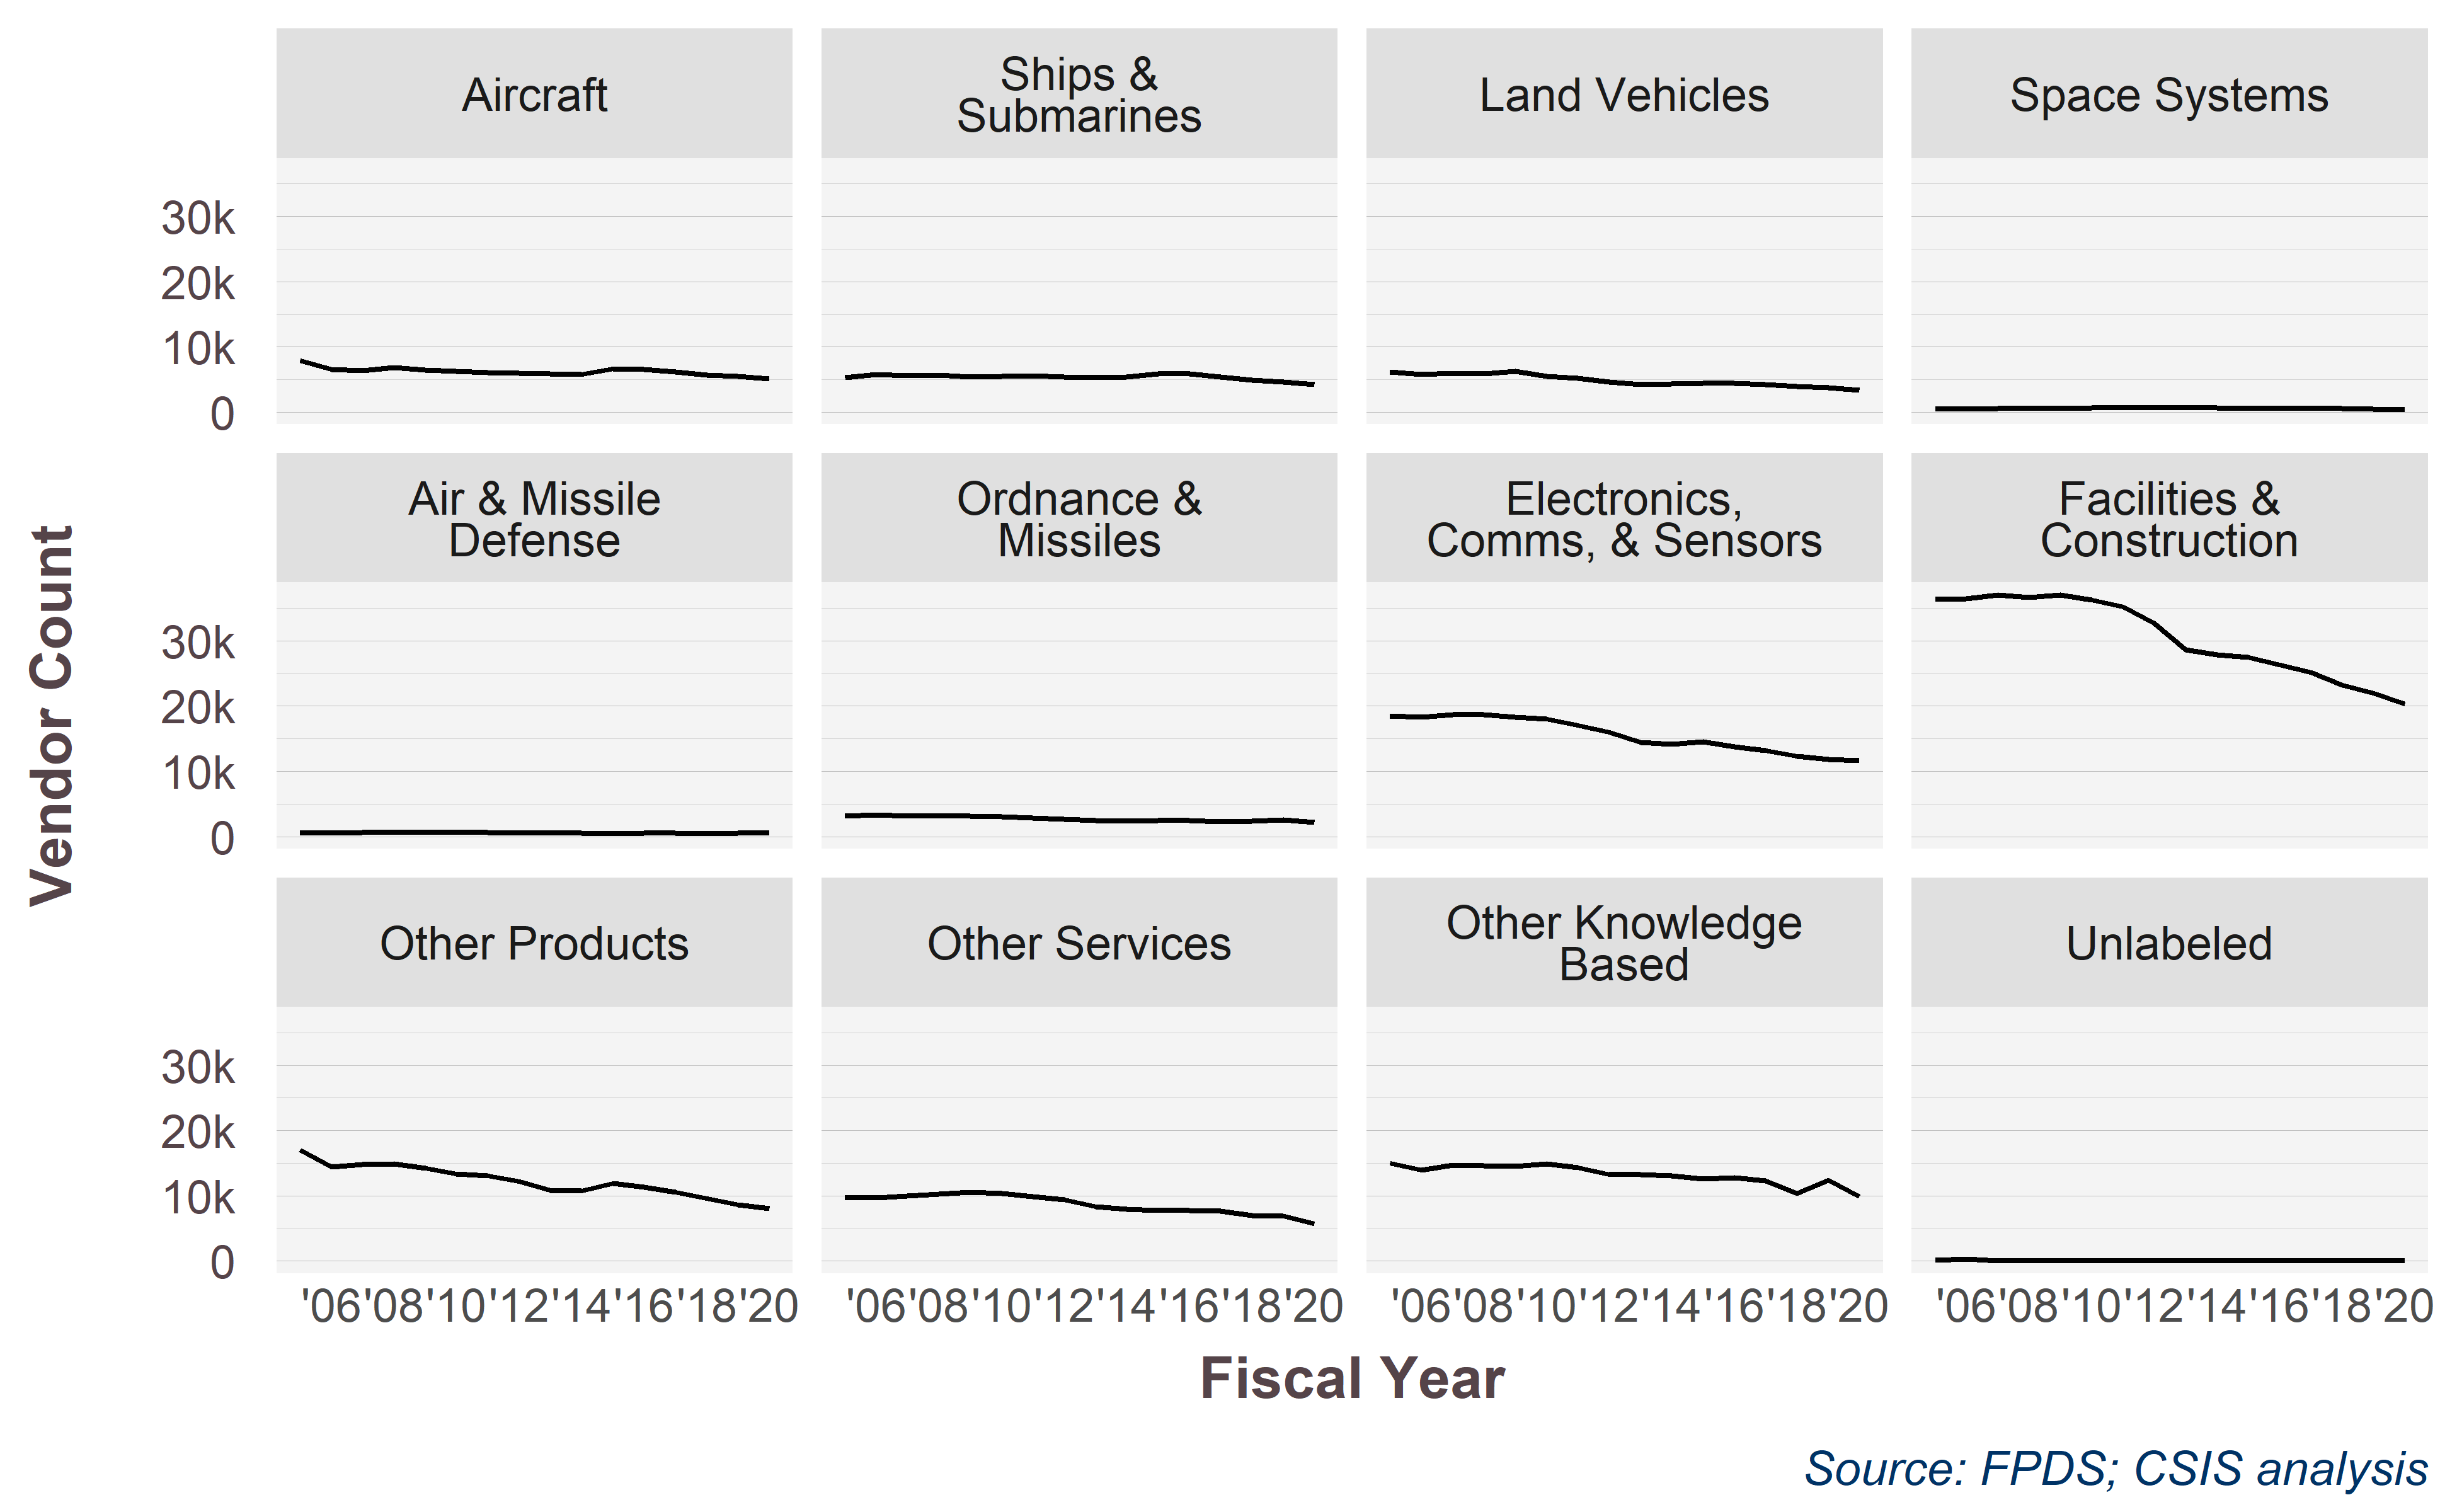 Aircraft
Ships &
Submarines
Land Vehicles
Space Systems
30k
20k
10k
0
Air & Missile
Defense
Ordnance &
Missiles
Electronics,
Comms, & Sensors
Facilities &
Construction
30k
20k
10k
0
Vendor Count
Other Products
Other Services
Other Knowledge
Based
Unlabeled
30k
20k
10k
0
'06 '08 '10 '12 '14 '16 '18 '20
'06 '08 '10 '12 '14 '16 '18 '20
'06 '08 '10 '12 '14 '16 '18 '20
'06 '08 '10 '12 '14 '16 '18 '20
Fiscal Year
Source: FPDS; CSIS analysis